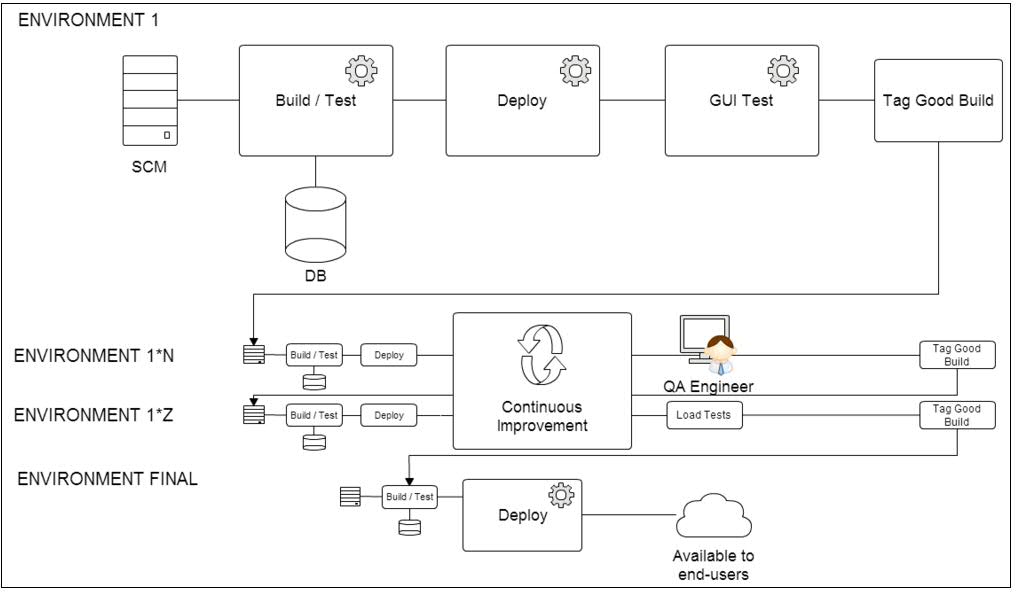 ENVIRONMENT 1
Build / Test
Deploy
GUI Test
Tag Good Build
SCM
DB
ENVIRONMENT 1*N
Build / Test
Deploy
QA Engineer
Tag Good
Build
Continuous
Improvement
ENVIRONMENT 1*Z
Build / Test
Deploy
Load Tests
Tag Good
Build
ENVIRONMENT FINAL
Build / Test
Deploy
Available to
end-users